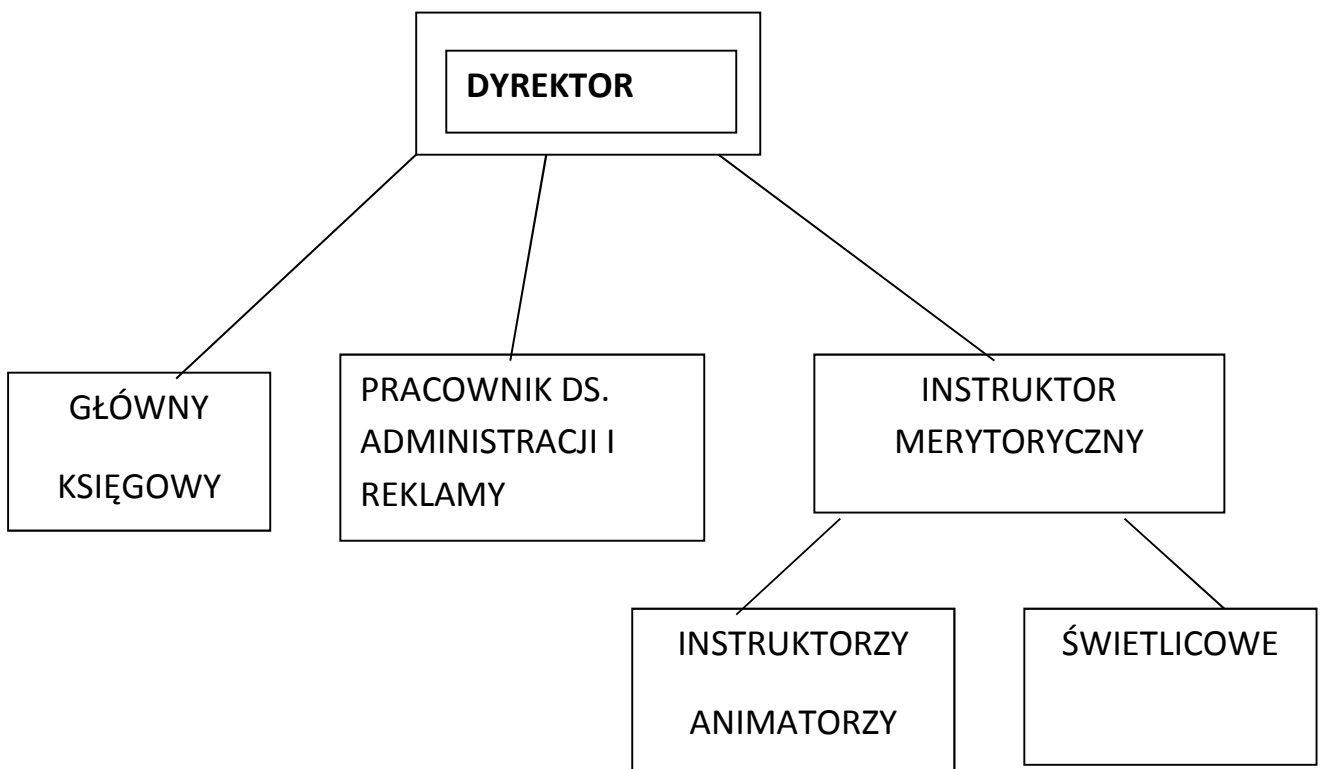 DYREKTOR
GŁÓWNY
KSIĘGOWY
PRACOWNIK DS.
ADMINISTRACJI I
REKLAMY
INSTRUKTOR
MERYTORYCZNY
INSTRUKTORZY
ANIMATORZY
ŚWIETLICOWE